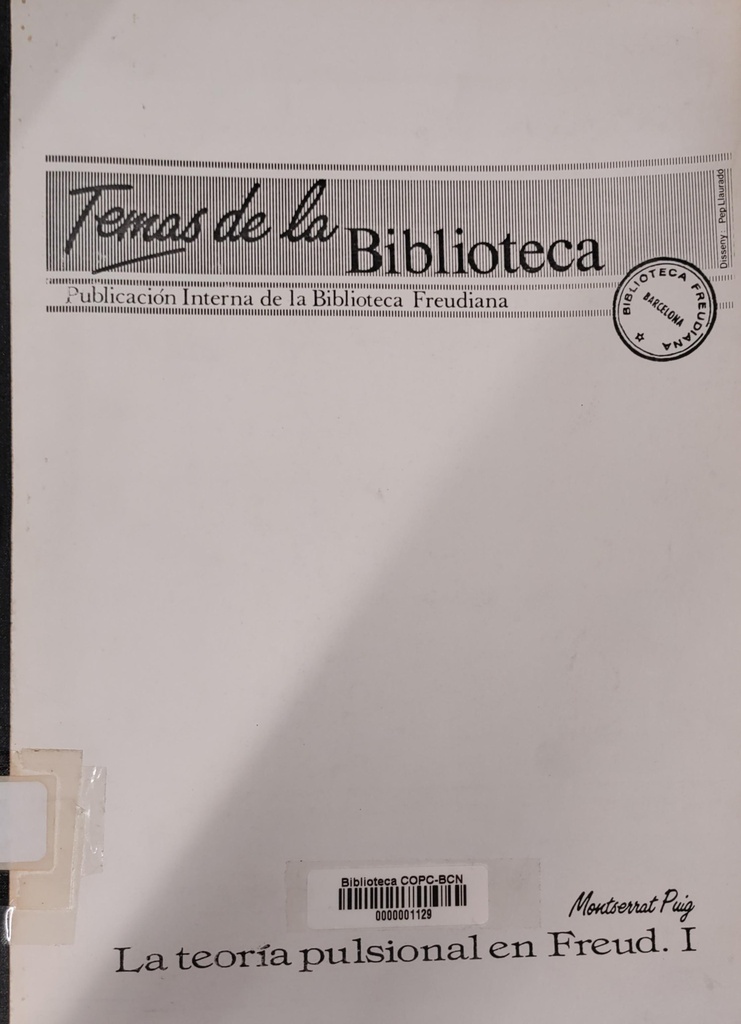 Temas de la Biblioteca
Disseny: Pep Llauradó
Publicación Interna de la Biblioteca Freudiana
BIBLIOTECA FREUDIANA
BARCELONA
Biblioteca COPC-BCN
0000001129
Montserrat Puig
La teoría pulsional en Freud. I